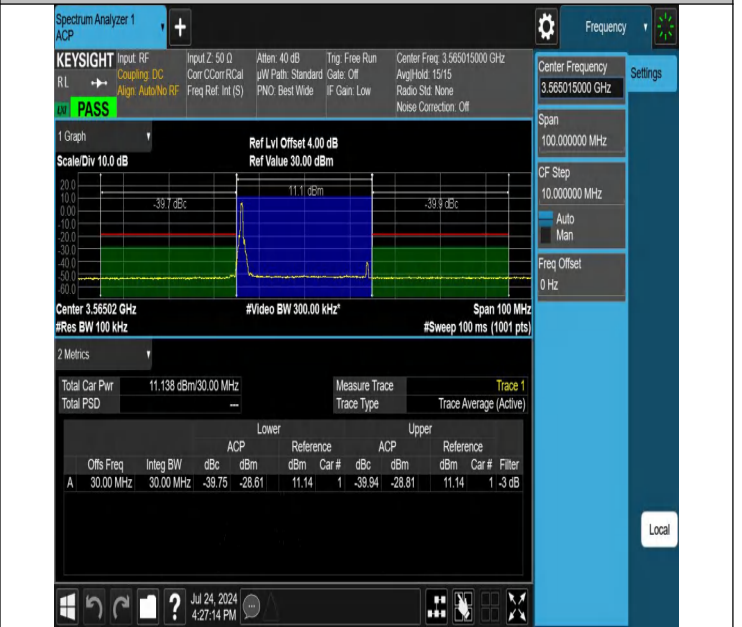 Spectrum Analyzer 1
ACP
+
Frequency
KEYSIGHT Input: RF Input Z: 50 Ω Atten: 40 dB Trig: Free Run Center Freq: 3.565015000 GHz
RL Coupling: DC Corr CCorr RCal µW Path: Standard Gate: Off Avg|Hold: 15/15
Align: Auto/No RF Freq Ref: Int (S) PNO: Best Wide IF Gain: Low Radio Std: None
Noise Correction: Off
PASS
Center Frequency
3.565015000 GHz
Settings
Span
100.000000 MHz
CF Step
10.000000 MHz
Auto
Man
Freq Offset
0 Hz
1 Graph
Ref Lvl Offset 4.00 dB
Scale/Div 10.0 dB Ref Value 30.00 dBm
20.0
10.0
0.00
-10.0
-20.0
-30.0
-40.0
-50.0
-60.0
-39.7 dBc 11.1 dBm -39.9 dBc
Center 3.56502 GHz #Video BW 300.00 kHz* Span 100 MHz
#Res BW 100 kHz #Sweep 100 ms (1001 pts)
2 Metrics
Total Car Pwr 11.138 dBm/30.00 MHz Measure Trace Trace 1
Total PSD --- Trace Type Trace Average (Active)
Lower Upper
ACP Reference ACP Reference
Offs Freq Integ BW dBc dBm dBm Car # dBc dBm dBm Car # Filter
A 30.00 MHz 30.00 MHz -39.75 -28.61 11.14 1 -39.94 -28.81 11.14 1 -3 dB
Local
? Jul 24, 2024
4:27:14 PM